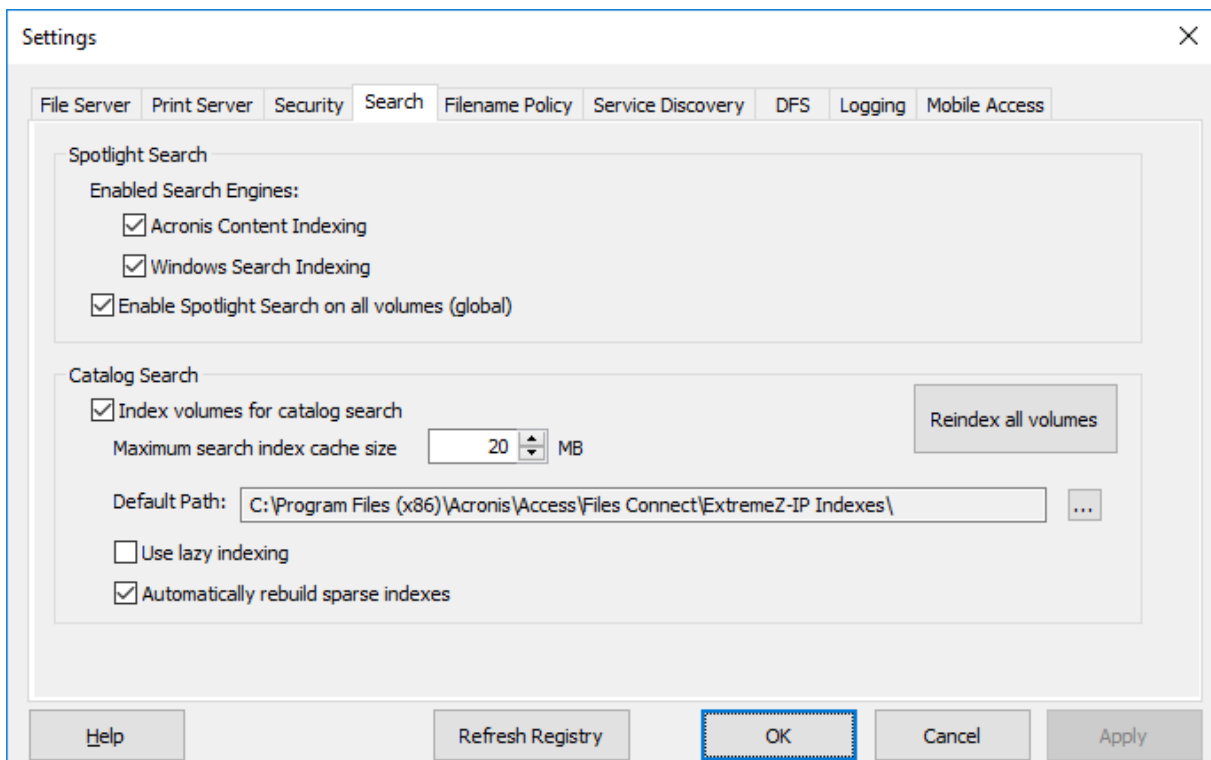 Settings
File Server Print Server Security Search Filename Policy Service Discovery DFS Logging Mobile Access
Spotlight Search
Enabled Search Engines:
Acronis Content Indexing
Windows Search Indexing
Enable Spotlight Search on all volumes (global)
Catalog Search
Index volumes for catalog search
Reindex all volumes
Maximum search index cache size 20 MB
Default Path: C:\Program Files (x86)\Acronis\Access\Files Connect\ExtremeZ-IP Indexes\ ...
Use lazy indexing
Automatically rebuild sparse indexes
Help Refresh Registry OK Cancel Apply